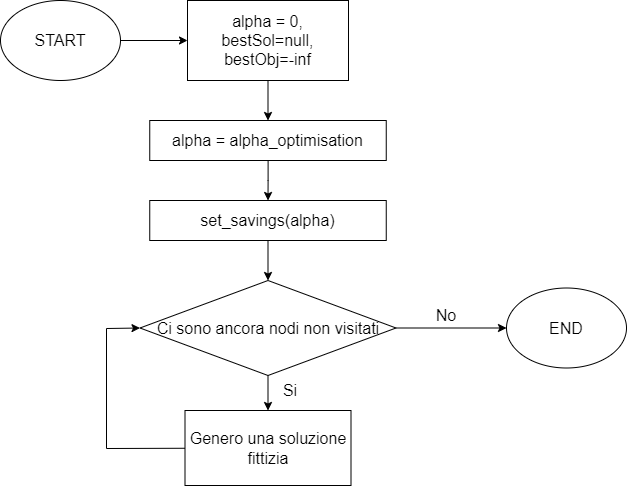 START
alpha = 0,
bestSol=null,
bestObj=-inf
alpha = alpha_optimisation
set_savings(alpha)
Ci sono ancora nodi non visitati
No
END
Si
Genero una soluzione
fittizia